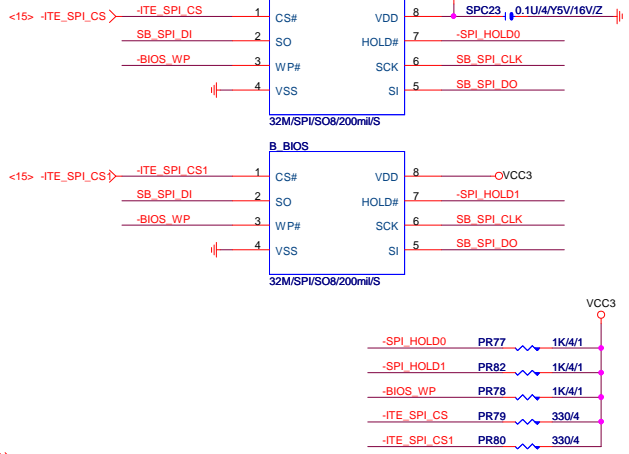 <15> -ITE_SPI_CS -ITE_SPI_CS 1 CS# VDD 8 SPC23 0.1U/4/Y5V/16V/Z
SB_SPI_DI 2 SO HOLD# 7 -SPI_HOLD0
-BIOS_WP 3 WP# SCK 6 SB_SPI_CLK
4 VSS SI 5 SB_SPI_DO
32M/SPI/SO8/200mil/S
B_BIOS
<15> -ITE_SPI_CS1 -ITE_SPI_CS1 1 CS# VDD 8 VCC3
SB_SPI_DI 2 SO HOLD# 7 -SPI_HOLD1
-BIOS_WP 3 WP# SCK 6 SB_SPI_CLK
4 VSS SI 5 SB_SPI_DO
32M/SPI/SO8/200mil/S
VCC3
-SPI_HOLD0 PR77 1K/4/1
-SPI_HOLD1 PR82 1K/4/1
-BIOS_WP PR78 1K/4/1
-ITE_SPI_CS PR79 330/4
-ITE_SPI_CS1 PR80 330/4